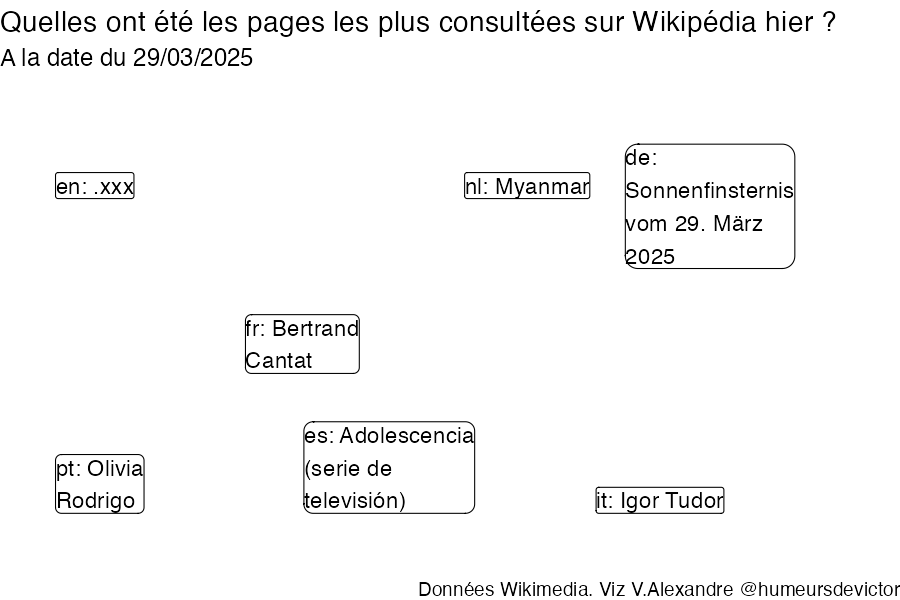 Quelles ont été les pages les plus consultées sur Wikipédia hier ?
A la date du 29/03/2025
en: .xxx
nl: Myanmar
de:
Sonnenfinsternis
vom 29. März
2025
fr: Bertrand
Cantat
es: Adolescencia
(serie de
televisión)
pt: Olivia
Rodrigo
it: Igor Tudor
Données Wikimedia. Viz V.Alexandre @humeursdevictor